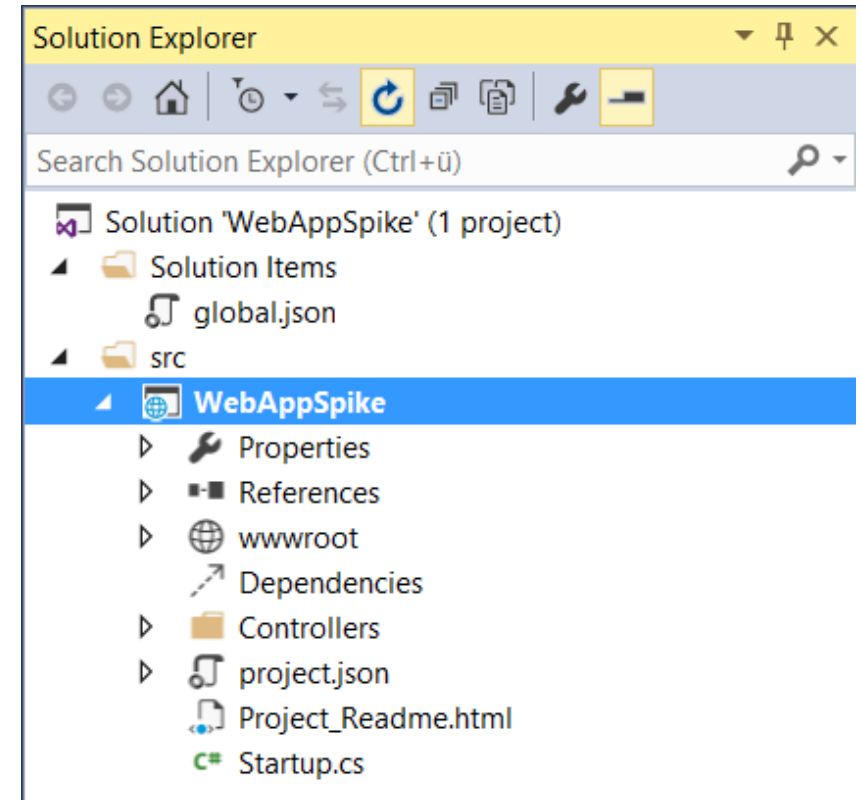 Solution Explorer
Search Solution Explorer (Ctrl+ü)
Solution 'WebAppSpike' (1 project)
Solution Items
global.json
src
WebAppSpike
Properties
References
wwwroot
Dependencies
Controllers
project.json
Project_Readme.html
C# Startup.cs